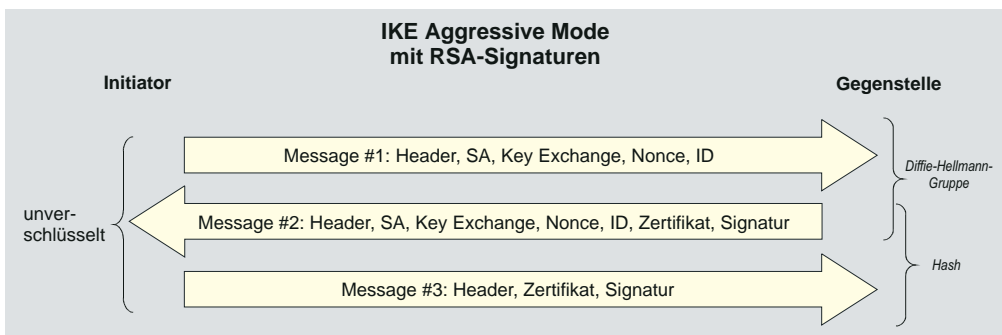 IKE Aggressive Mode
mit RSA-Signaturen
Initiator
Gegenstelle
Message #1: Header, SA, Key Exchange, Nonce, ID
Diffie-Hellmann-
Gruppe
unver-
schlüsselt
Message #2: Header, SA, Key Exchange, Nonce, ID, Zertifikat, Signatur
Hash
Message #3: Header, Zertifikat, Signatur